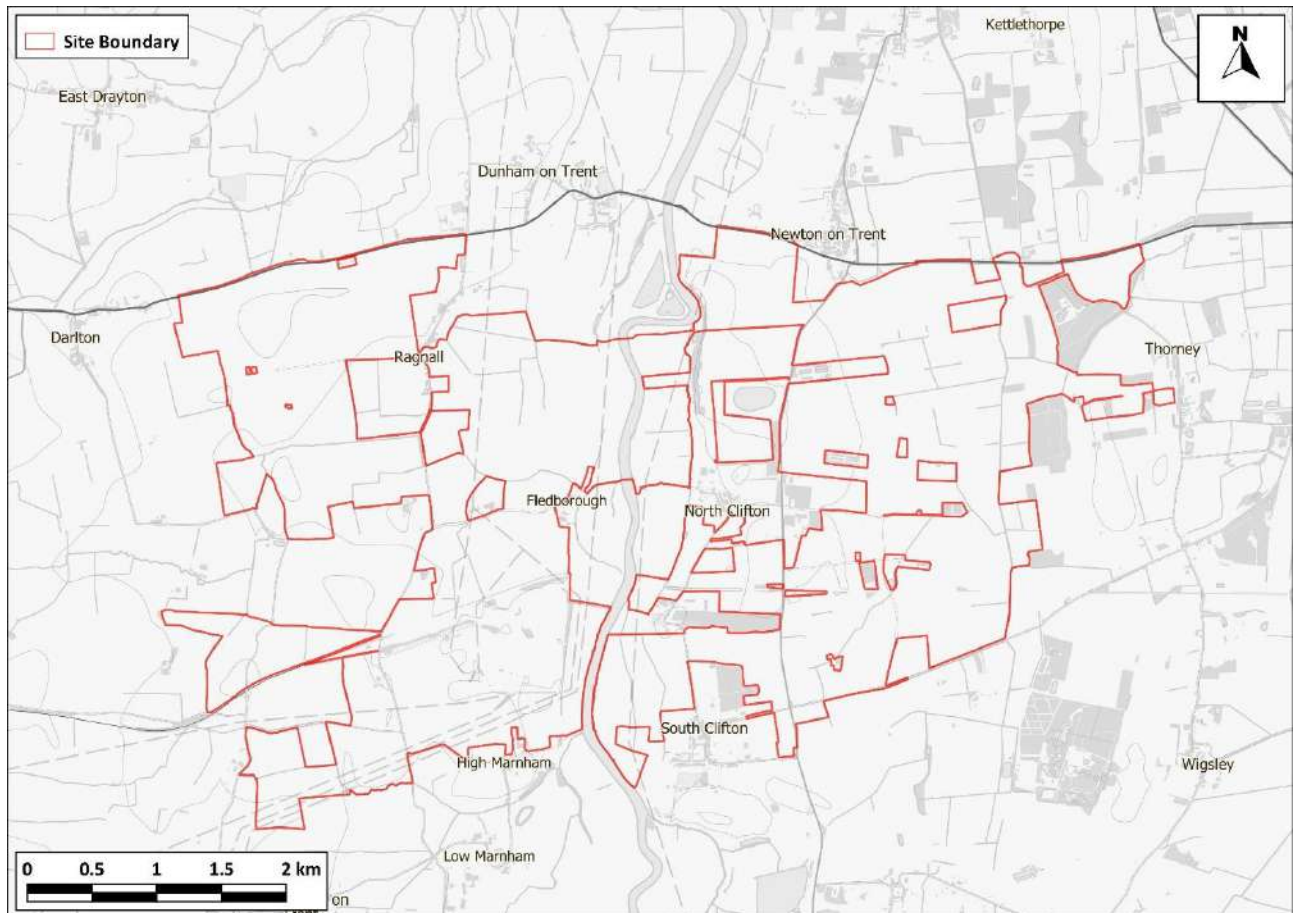 Site Boundary
Kettlethorpe
N
East Drayton
Dunham on Trent
Newton on Trent
Darlton
Ragnall
Thorney
Fledborough
North Clifton
South Clifton
High Marnham
Wigsley
Low Marnham
0 0.5 1 1.5 2 km
on